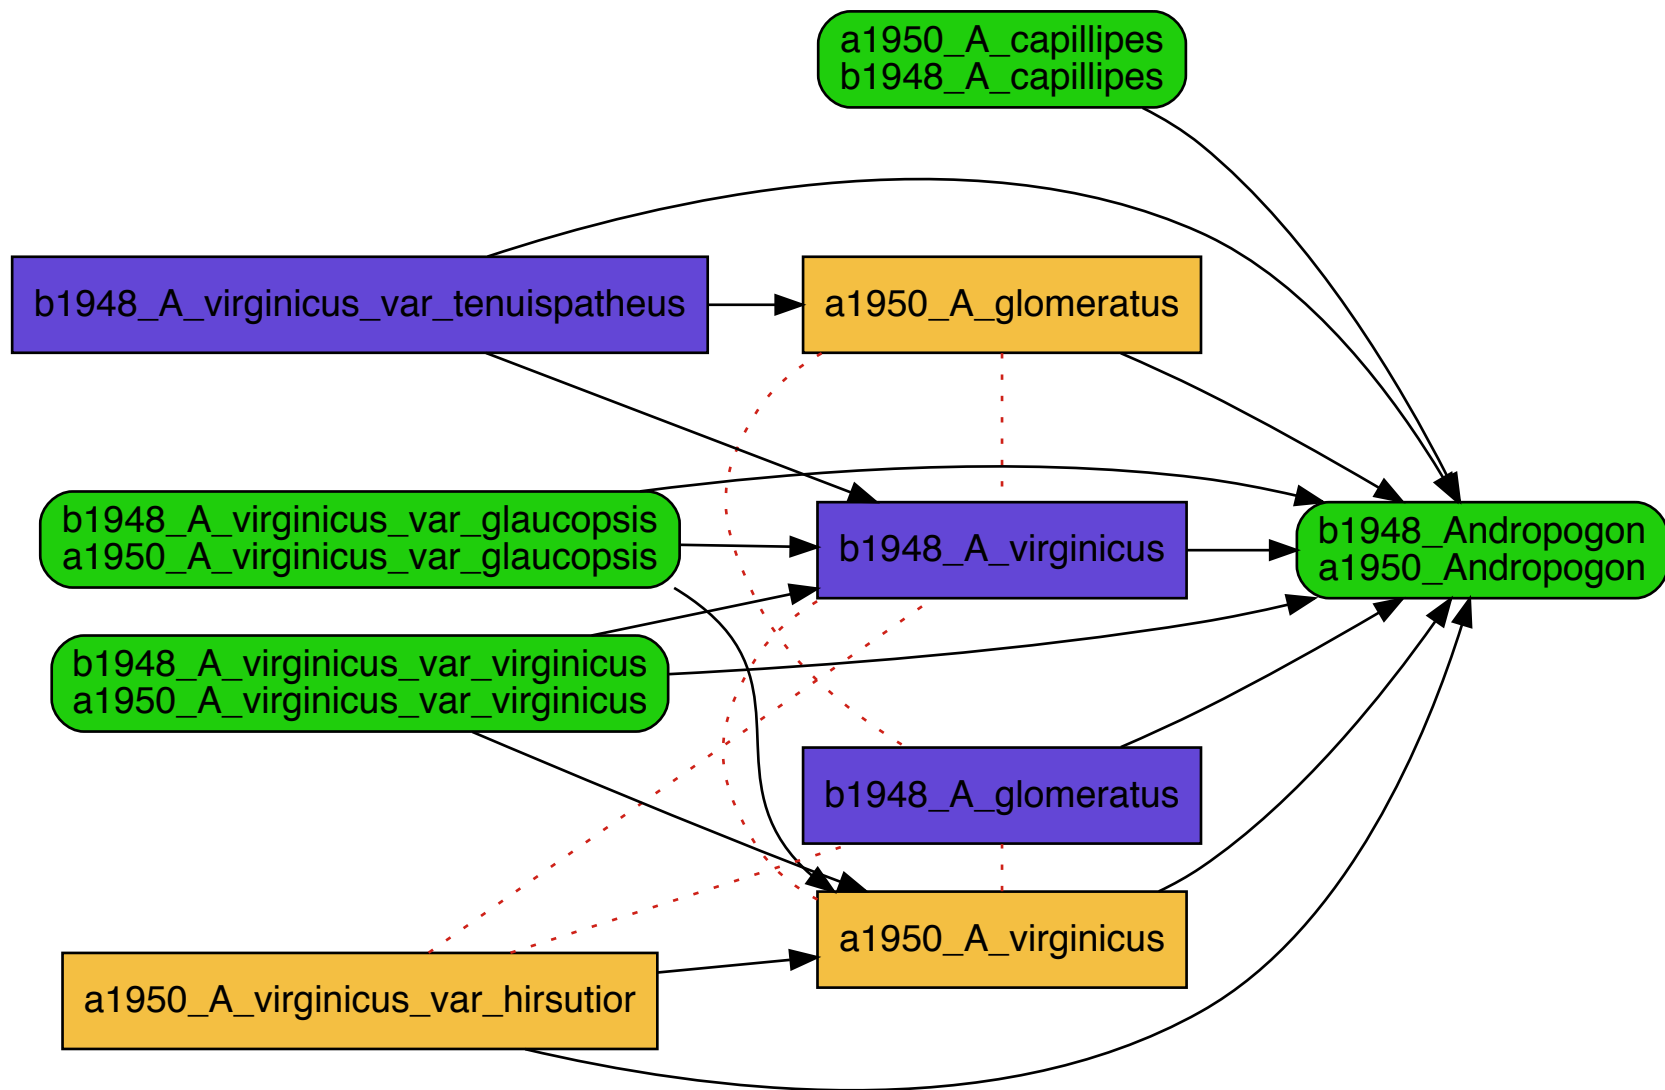 a1950_A_capillipes
b1948_A_capillipes
b1948_A_virginicus_var_tenuispatheus
a1950_A_glomeratus
b1948_A_virginicus_var_glaucopsis
a1950_A_virginicus_var_glaucopsis
b1948_A_virginicus
b1948_Andropogon
a1950_Andropogon
b1948_A_virginicus_var_virginicus
a1950_A_virginicus_var_virginicus
b1948_A_glomeratus
a1950_A_virginicus
a1950_A_virginicus_var_hirsutior